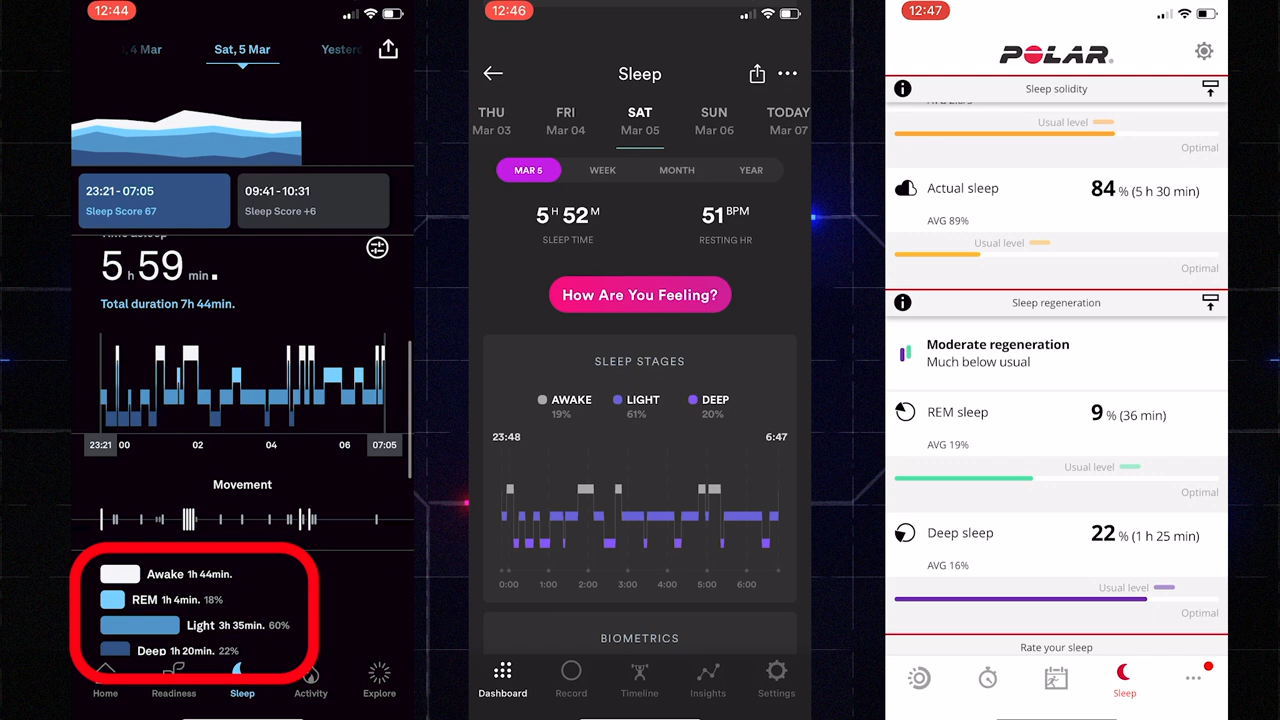 12:44
, 4 Mar
Sat, 5 Mar
Yester
23:21 - 07:05
Sleep Score 67
09:41 - 10:31
Sleep Score +6
Time asleep
5 h 59 min.
Total duration 7h 44min.
23:21
00
02
04
06
07:05
Movement
Awake 1h 44min.
REM 1h 4min. 18%
Light 3h 35min. 60%
Deep 1h 20min. 22%
Home
Readiness
Sleep
Activity
Explore
12:46
Sleep
THU
Mar 03
FRI
Mar 04
SAT
Mar 05
SUN
Mar 06
TODAY
Mar 07
MAR 5
WEEK
MONTH
YEAR
5 H 52 M
SLEEP TIME
51 BPM
RESTING HR
How Are You Feeling?
SLEEP STAGES
AWAKE
19%
LIGHT
61%
DEEP
20%
23:48
6:47
0:00
1:00
2:00
3:00
4:00
5:00
6:00
BIOMETRICS
Dashboard
Record
Timeline
Insights
Settings
12:47
POLAR
Sleep solidity
Usual level
Optimal
Actual sleep
84 % (5 h 30 min)
AVG 89%
Usual level
Optimal
Sleep regeneration
Moderate regeneration
Much below usual
REM sleep
9 % (36 min)
AVG 19%
Usual level
Optimal
Deep sleep
22 % (1 h 25 min)
AVG 16%
Usual level
Optimal
Rate your sleep
Sleep